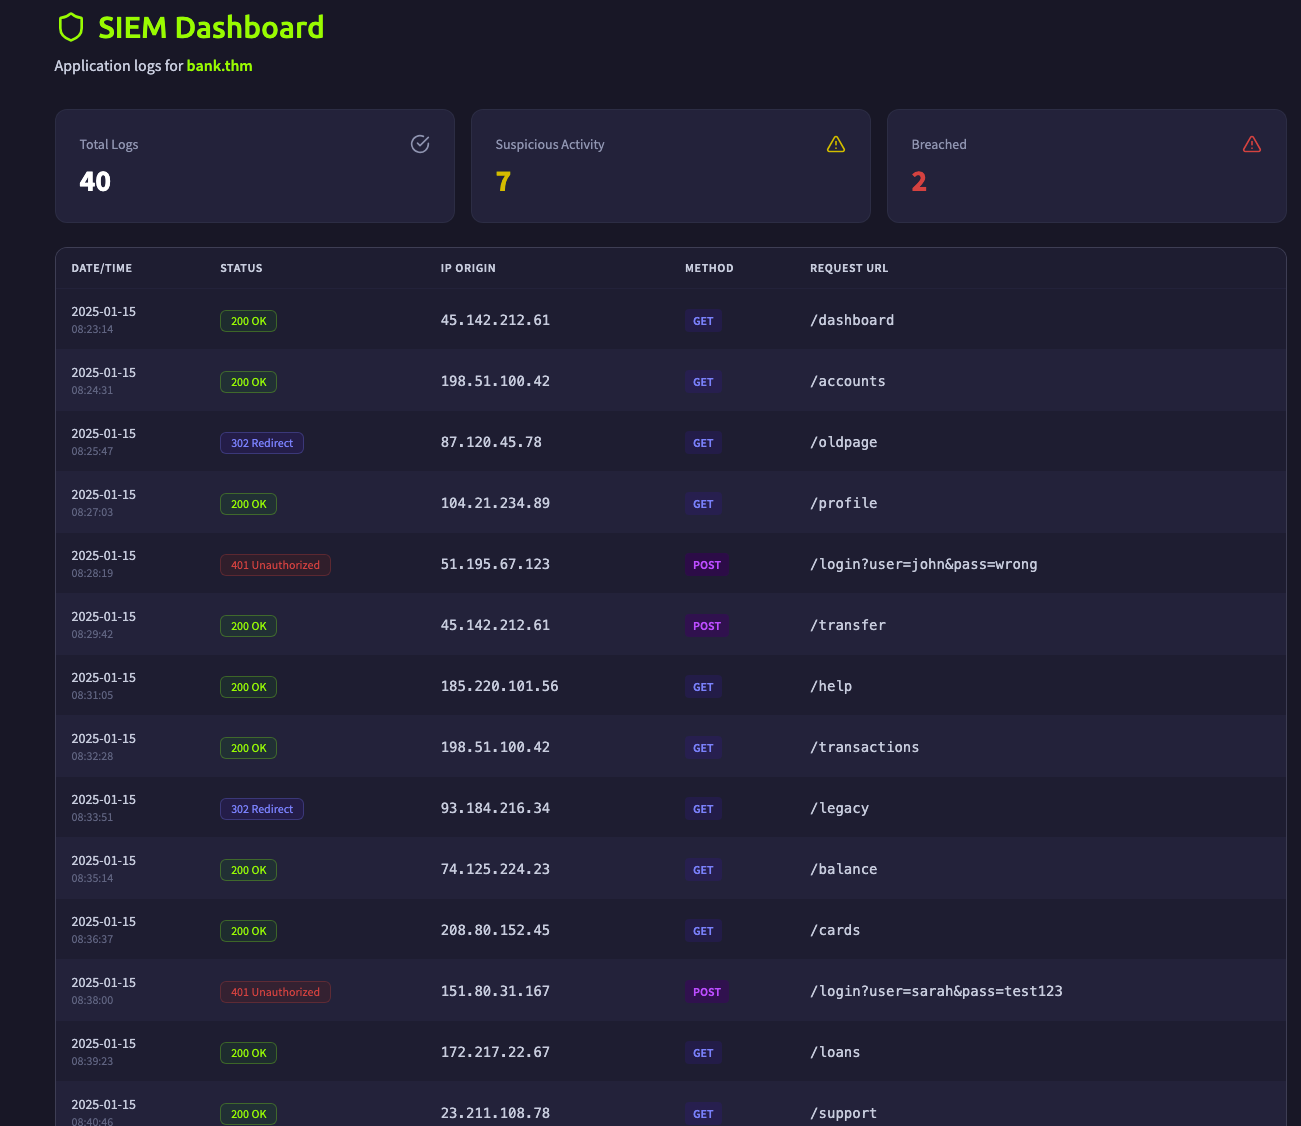 SIEM Dashboard
Application logs for bank.thm
Total Logs
40
Suspicious Activity
7
Breached
2
DATE/TIME STATUS IP ORIGIN METHOD REQUEST URL
2025-01-15
08:23:14
200 OK 45.142.212.61 GET /dashboard
2025-01-15
08:24:31
200 OK 198.51.100.42 GET /accounts
2025-01-15
08:25:47
302 Redirect 87.120.45.78 GET /oldpage
2025-01-15
08:27:03
200 OK 104.21.234.89 GET /profile
2025-01-15
08:28:19
401 Unauthorized 51.195.67.123 POST /login?user=john&pass=wrong
2025-01-15
08:29:42
200 OK 45.142.212.61 POST /transfer
2025-01-15
08:31:05
200 OK 185.220.101.56 GET /help
2025-01-15
08:32:28
200 OK 198.51.100.42 GET /transactions
2025-01-15
08:33:51
302 Redirect 93.184.216.34 GET /legacy
2025-01-15
08:35:14
200 OK 74.125.224.23 GET /balance
2025-01-15
08:36:37
200 OK 208.80.152.45 GET /cards
2025-01-15
08:38:00
401 Unauthorized 151.80.31.167 POST /login?user=sarah&pass=test123
2025-01-15
08:39:23
200 OK 172.217.22.67 GET /loans
2025-01-15
08:40:46
200 OK 23.211.108.78 GET /support